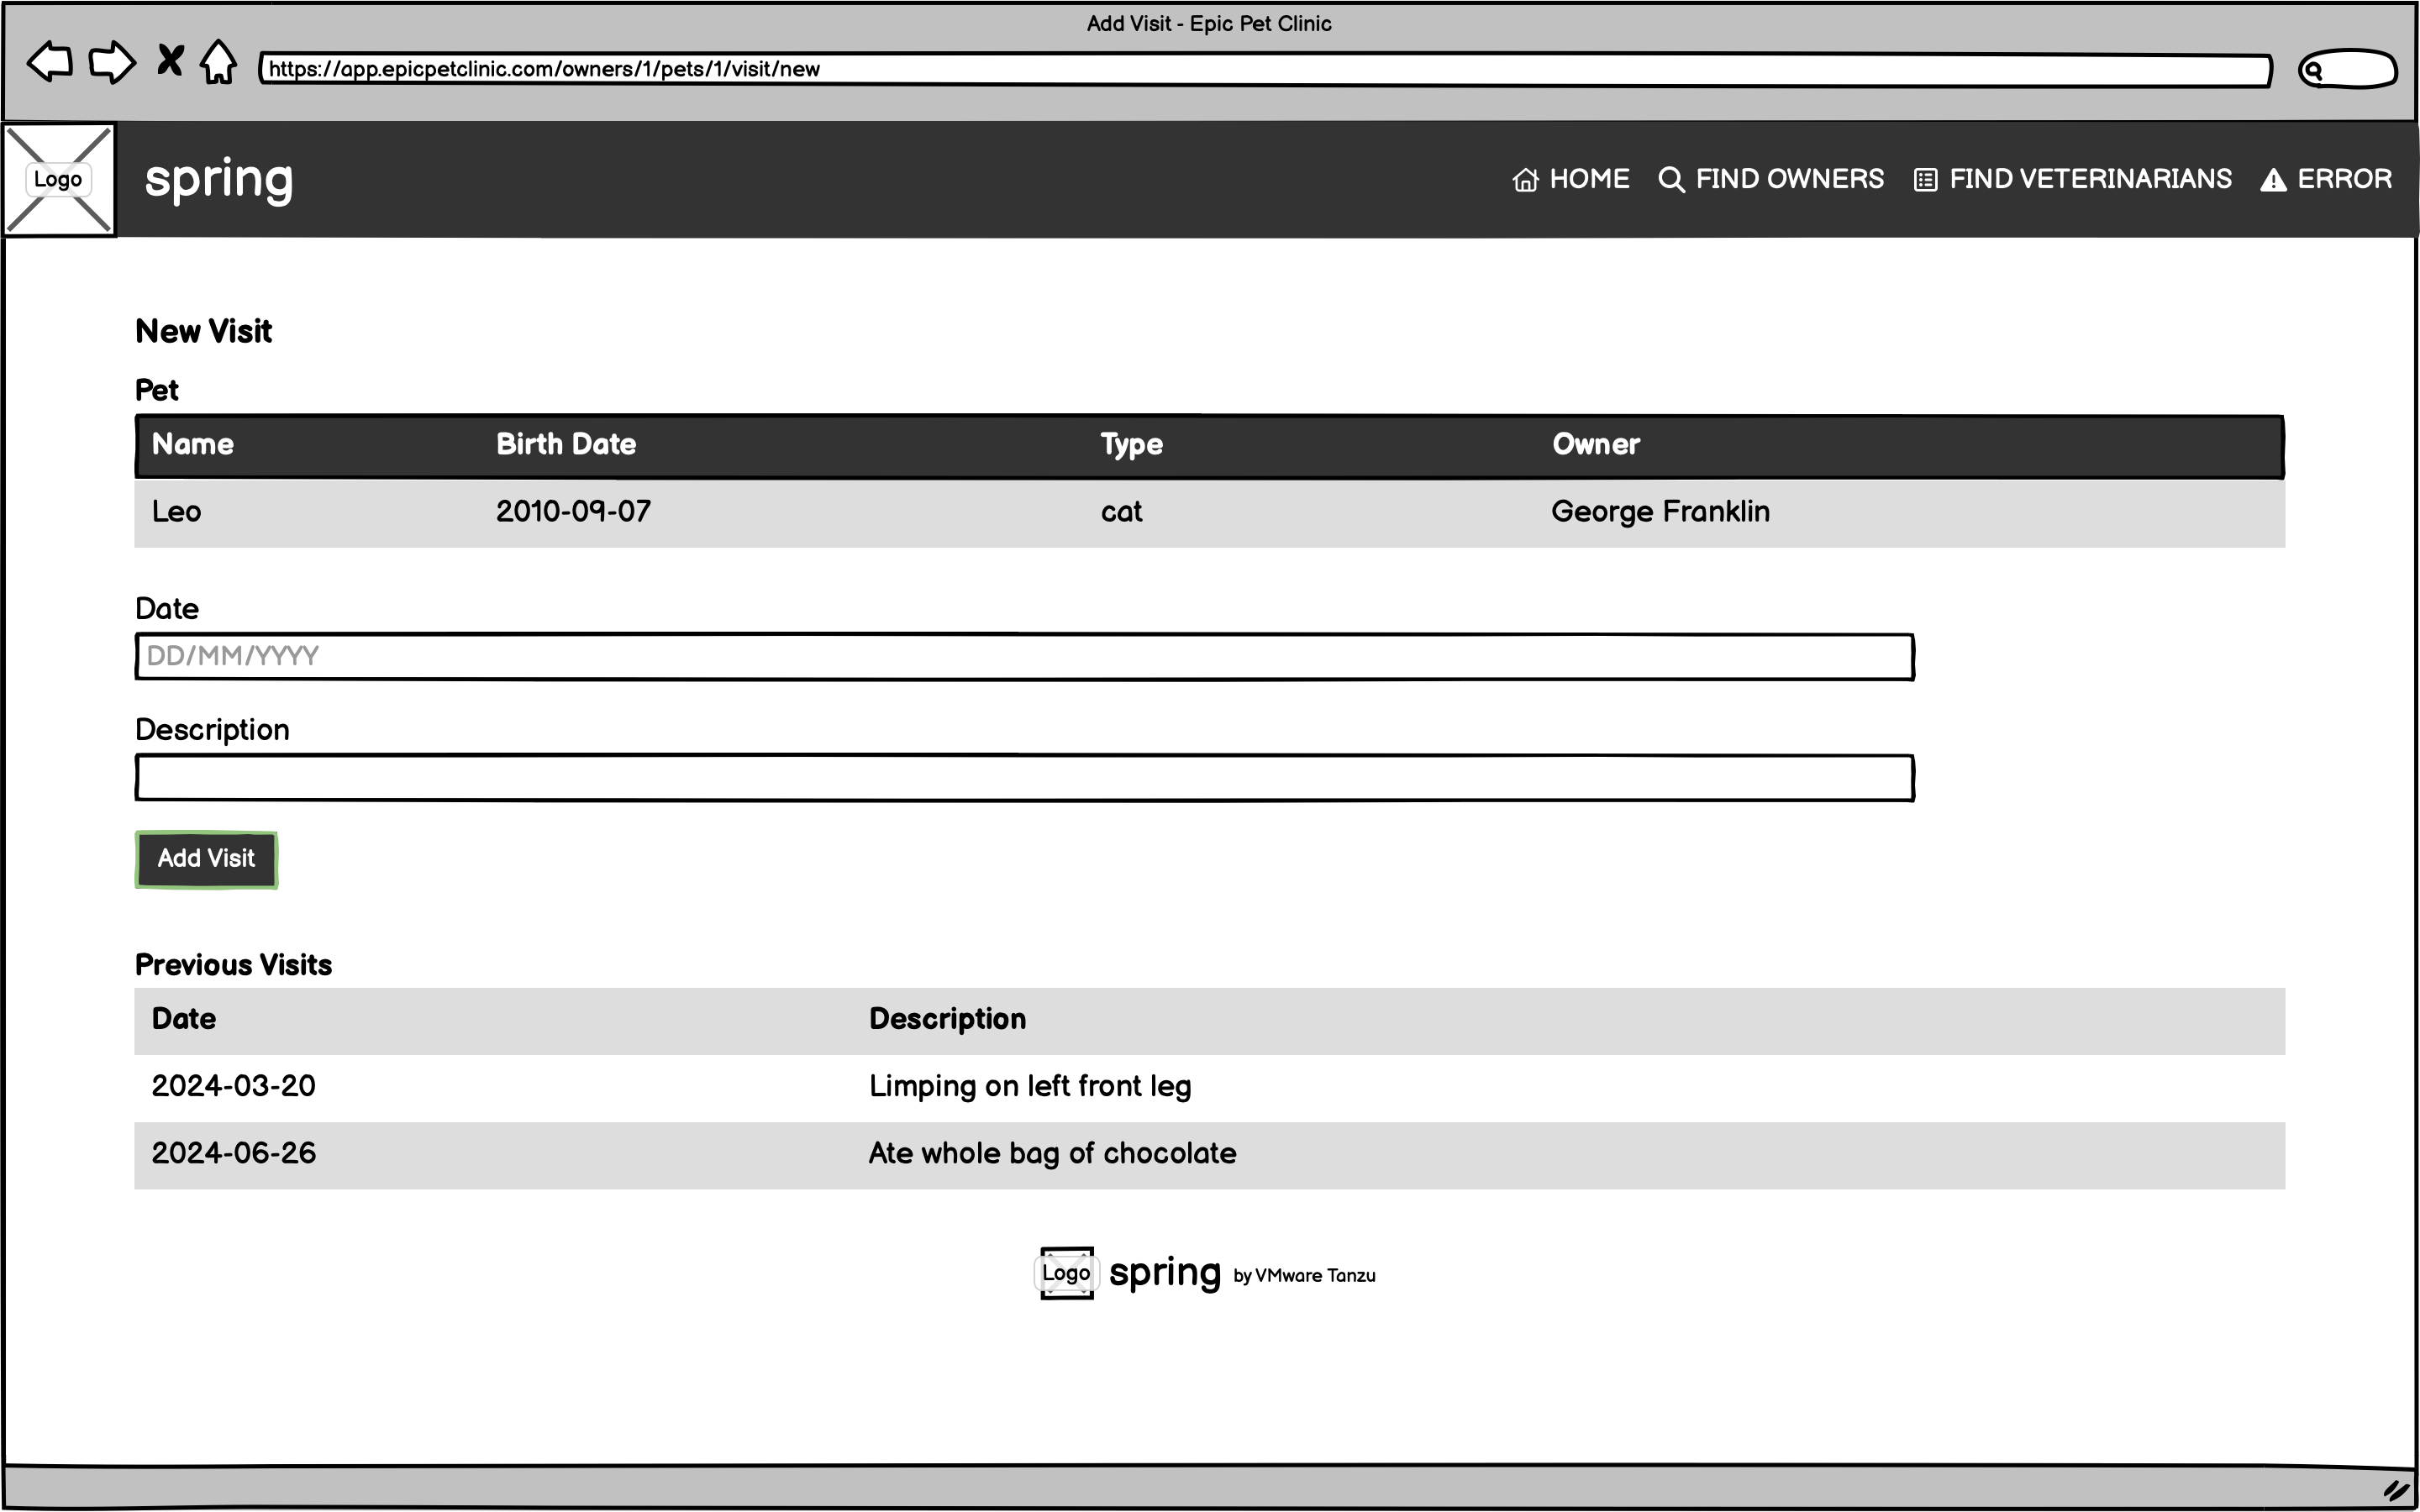 Add Visit - Epic Pet Clinic
https://app.epicpetclinic.com/owners/1/pets/1/visit/new
Logo spring HOME FIND OWNERS FIND VETERINARIANS ERROR
New Visit
Pet
Name Birth Date Type Owner
Leo 2010-09-07 cat George Franklin
Date
DD/MM/YYYY
Description
Add Visit
Previous Visits
Date Description
2024-03-20 Limping on left front leg
2024-06-26 Ate whole bag of chocolate
Logo spring by VMware Tanzu